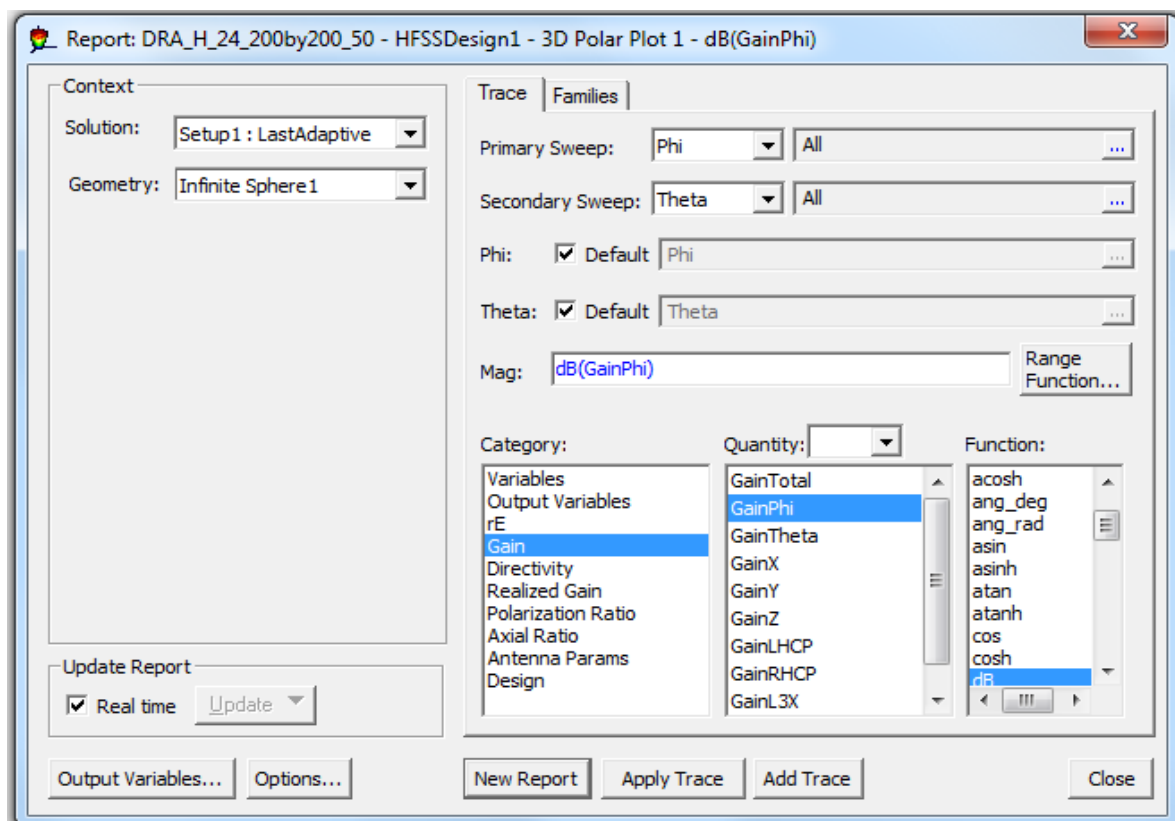 Report: DRA_H_24_200by200_50 - HFSSDesign1 - 3D Polar Plot 1 - dB(GainPhi)
Context
Solution: Setup1 : LastAdaptive
Geometry: Infinite Sphere1
Update Report
Real time Update
Output Variables... Options...
Trace Families
Primary Sweep: Phi All ...
Secondary Sweep: Theta All ...
Phi: Default Phi ...
Theta: Default Theta ...
Mag: dB(GainPhi) Range
Function...
Category:
Variables
Output Variables
rE
Gain
Directivity
Realized Gain
Polarization Ratio
Axial Ratio
Antenna Params
Design
Quantity:
GainTotal
GainPhi
GainTheta
GainX
GainY
GainZ
GainLHCP
GainRHCP
GainL3X
Function:
acosh
ang_deg
ang_rad
asin
asinh
atan
atanh
cos
cosh
dB
New Report Apply Trace Add Trace Close